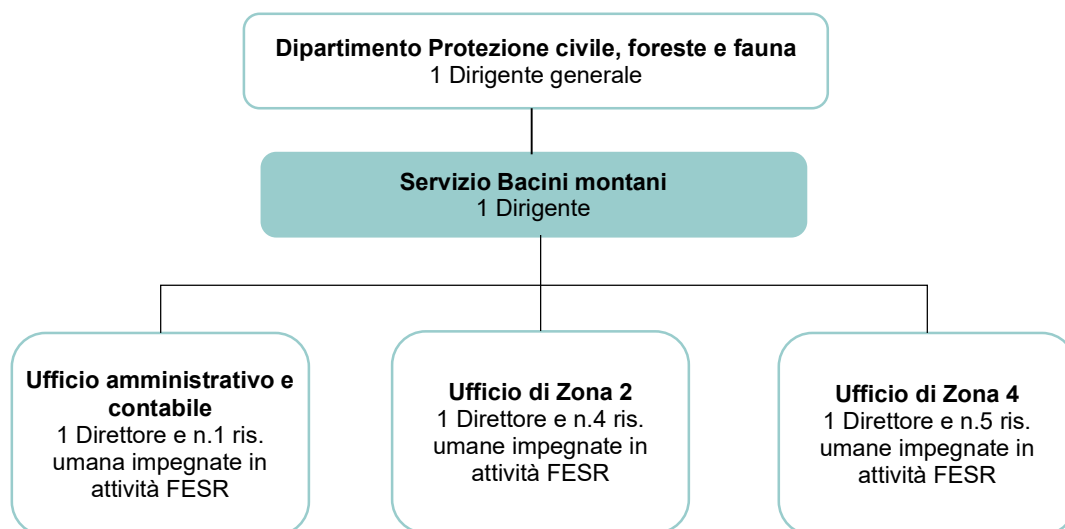 Dipartimento Protezione civile, foreste e fauna
1 Dirigente generale
Servizio Bacini montani
1 Dirigente
Ufficio amministrativo e
contabile
1 Direttore e n.1 ris.
umana impegnate in
attività FESR
Ufficio di Zona 2
1 Direttore e n.4 ris.
umane impegnate in
attività FESR
Ufficio di Zona 4
1 Direttore e n.5 ris.
umane impegnate in
attività FESR